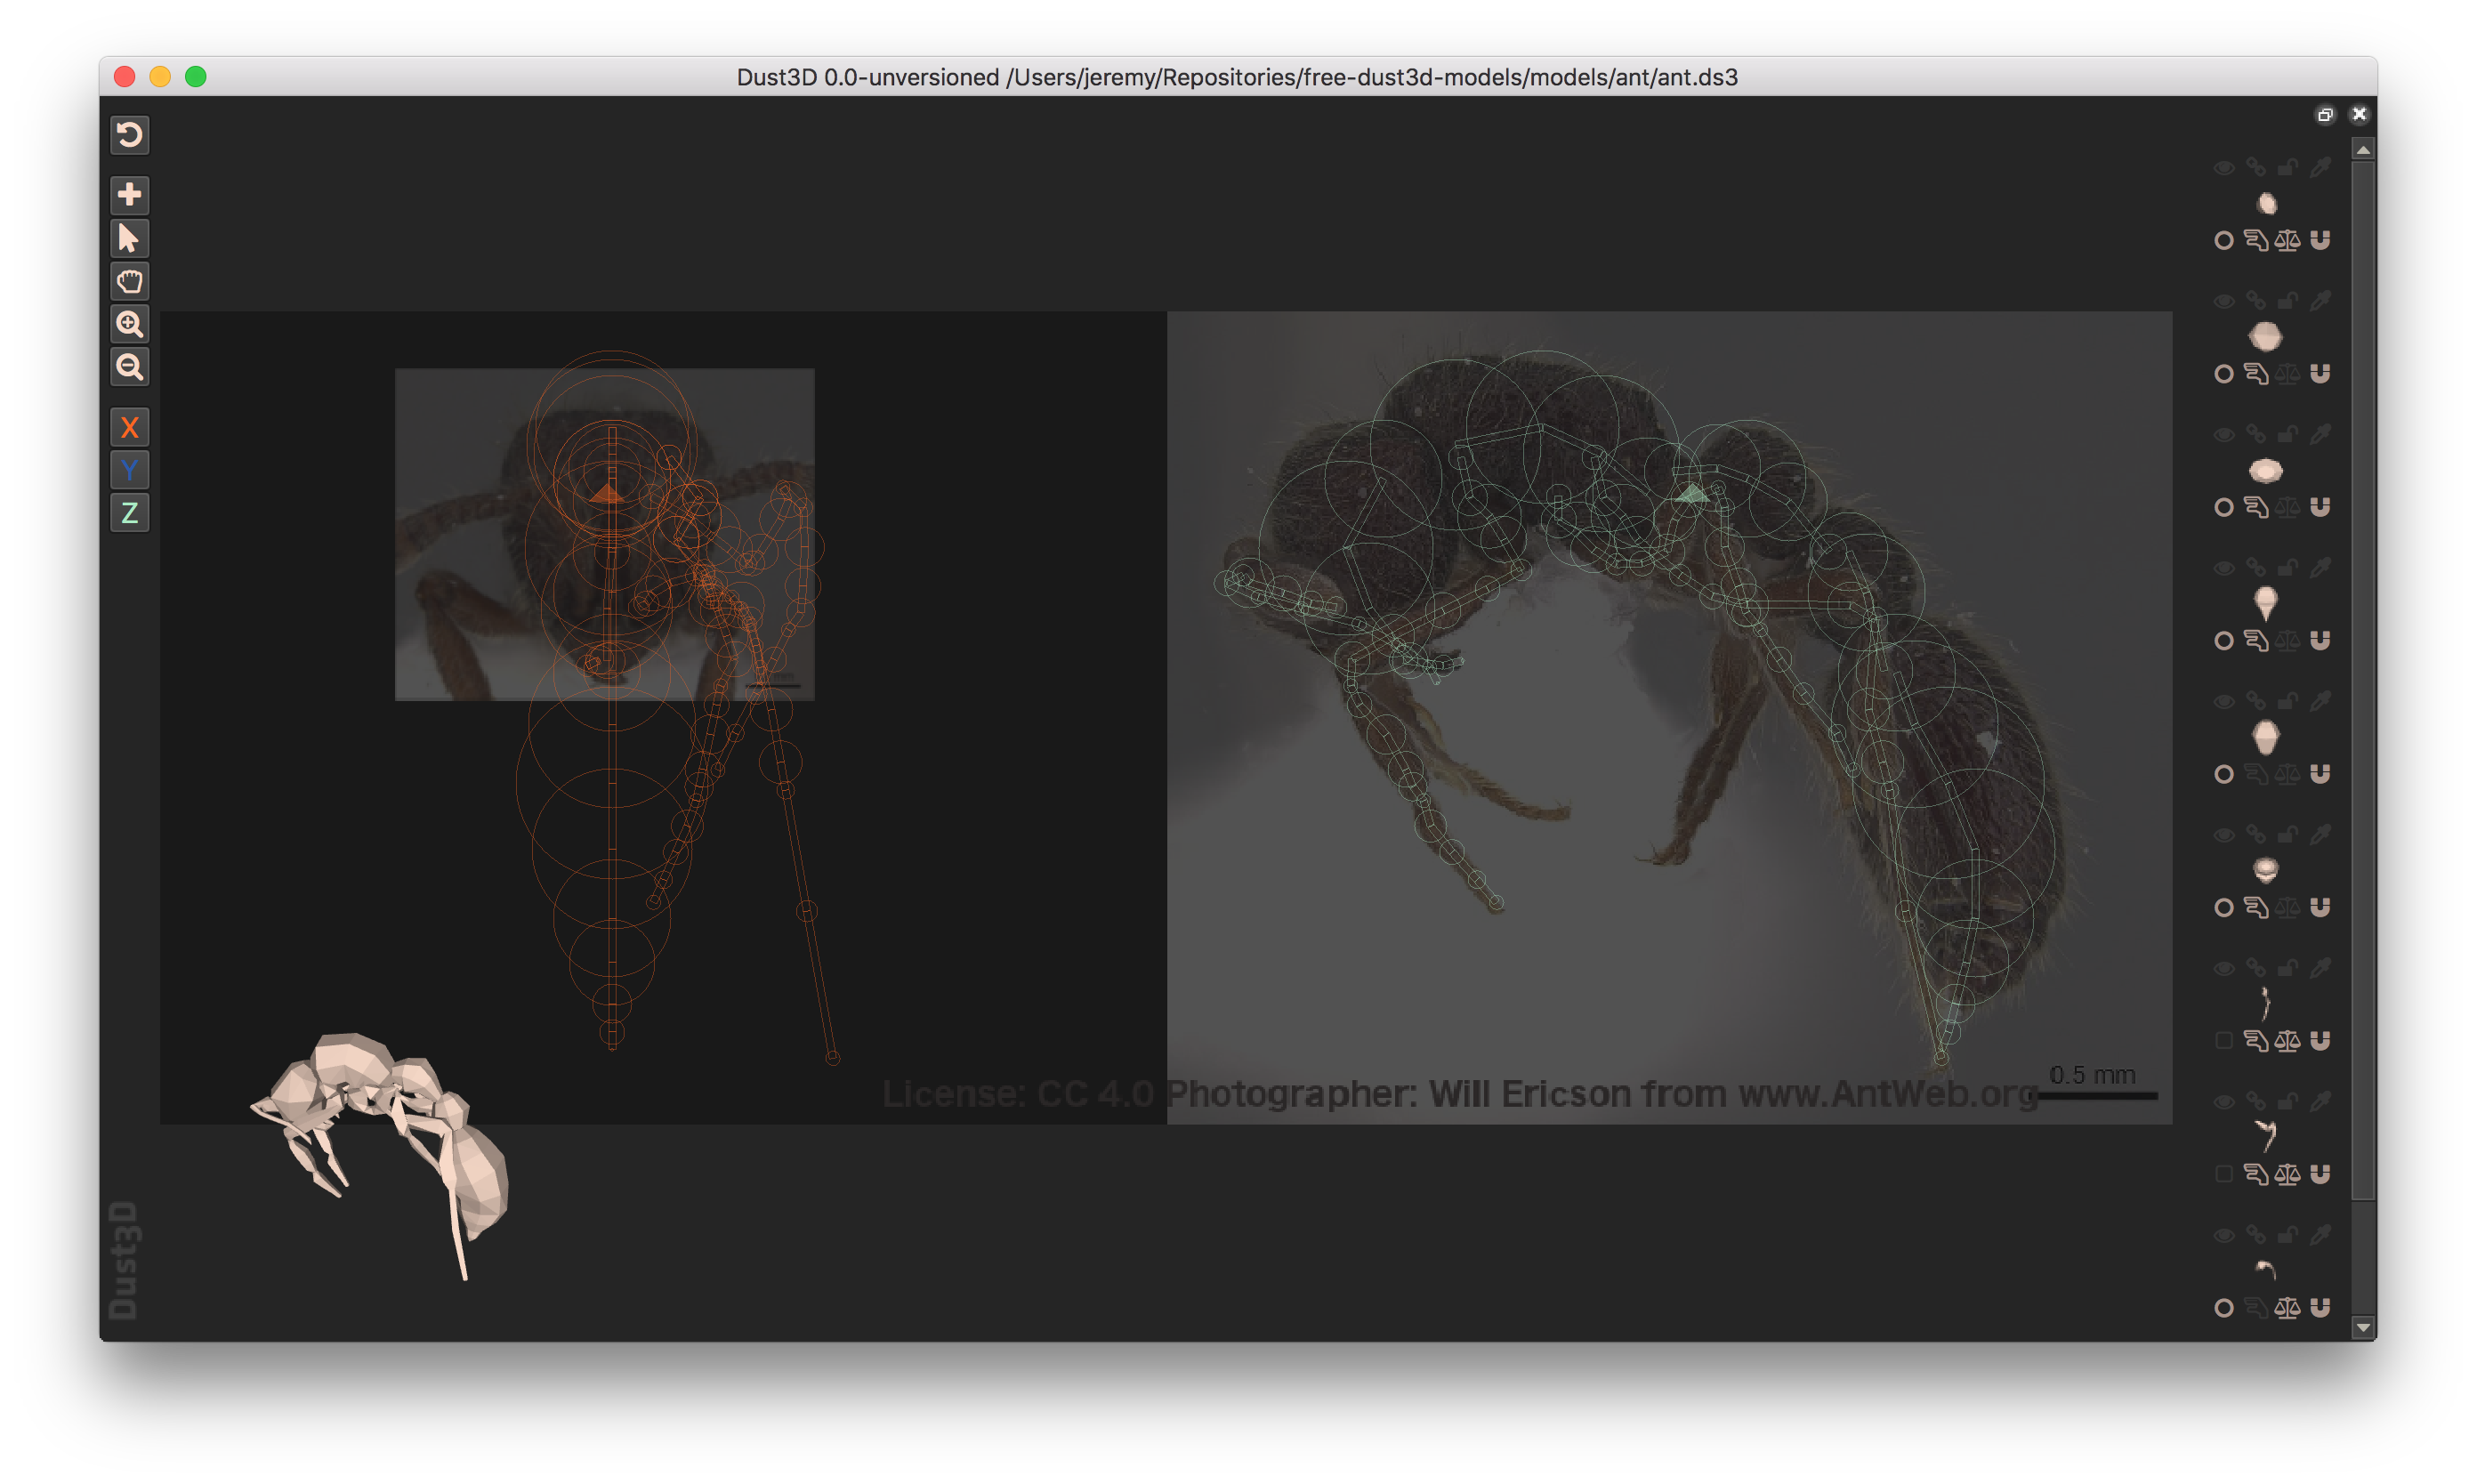 Dust3D 0.0-unversioned /Users/jeremy/Repositories/free-dust3d-models/models/ant/ant.ds3
X
Y
Z
0.5 mm
License: CC 4.0 Photographer: Will Ericson from www.AntWeb.org
Dust3D